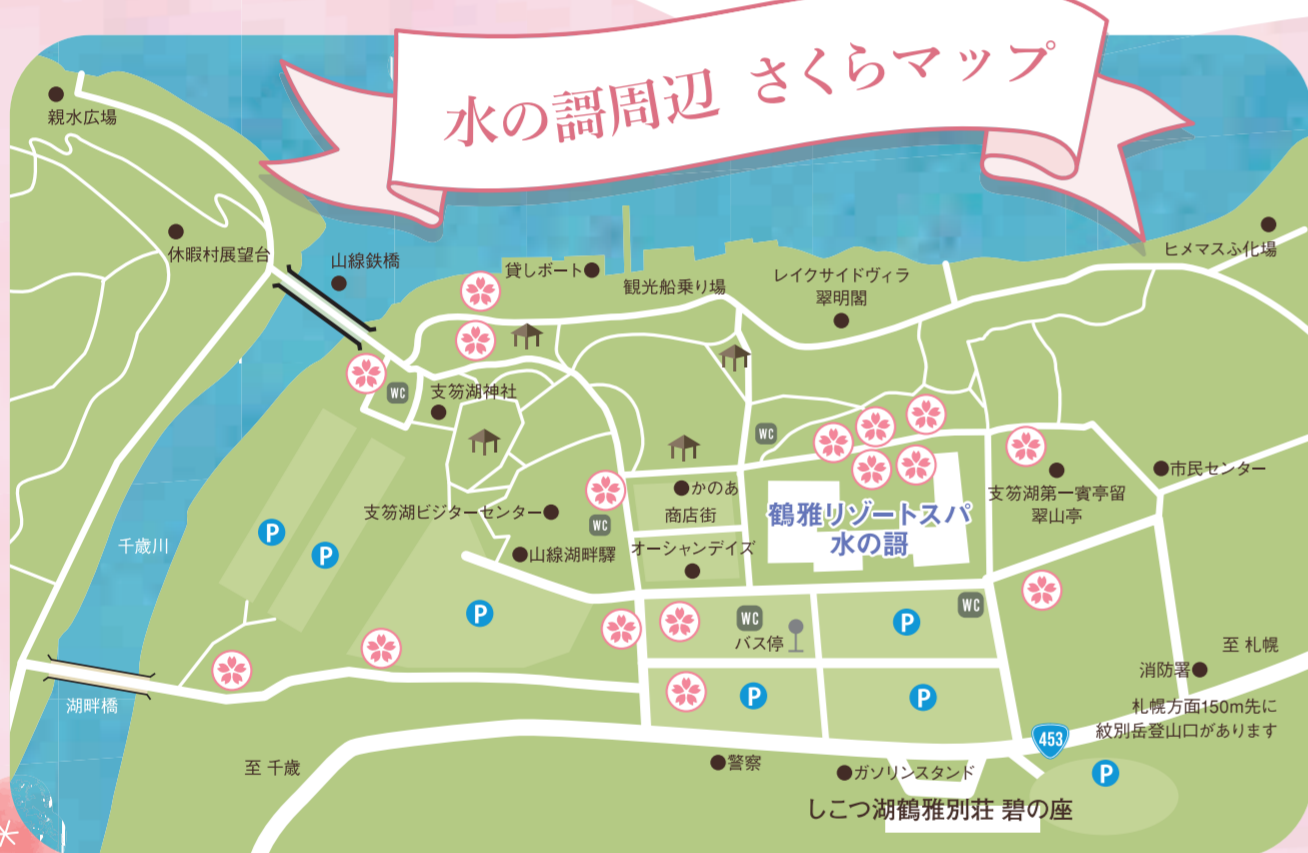 水の謌周辺 さくらマップ
親水広場
休暇村展望台
山線鉄橋
貸しボート
観光船乗り場
レイクサイドヴィラ
翠明閣
ヒメマスふ化場
WC
支笏湖神社
WC
かのあ
商店街
鶴雅リゾートスパ
水の謌
支笏湖第一寳亭留
翠山亭
市民センター
支笏湖ビジターセンター
WC
山線湖畔驛
オーシャンデイズ
千歳川
P
P
P
WC
バス停
P
WC
至 札幌
消防署
札幌方面150m先に
紋別岳登山口があります
湖畔橋
P
P
453
至 千歳
警察
ガソリンスタンド
P
しこつ湖鶴雅別荘 碧の座